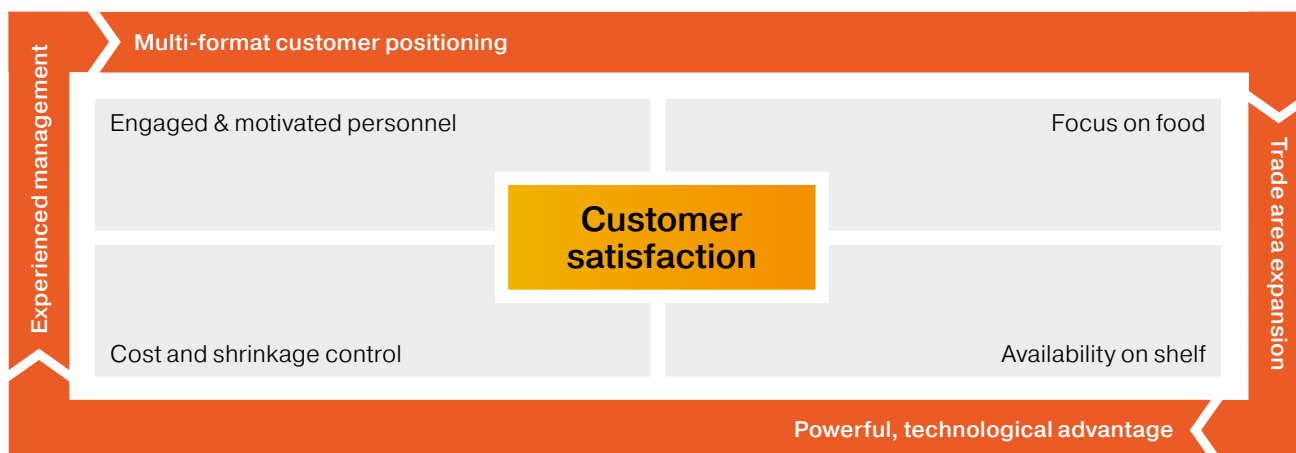 Multi-format customer positioning
Experienced management
Engaged & motivated personnel
Focus on food
Customer
satisfaction
Trade area expansion
Cost and shrinkage control
Availability on shelf
Powerful, technological advantage